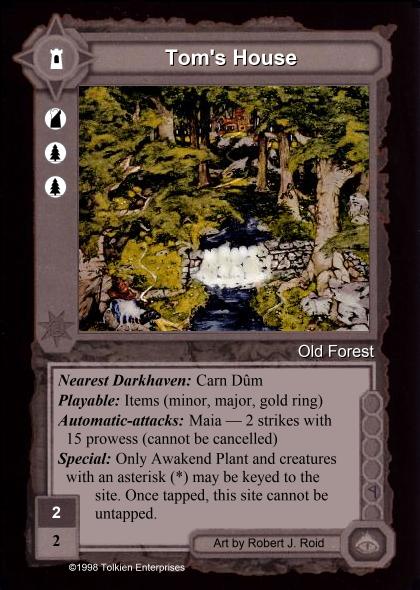 Tom's House
Old Forest
Nearest Darkhaven: Carn Dûm
Playable: Items (minor, major, gold ring)
Automatic-attacks: Maia — 2 strikes with
15 prowess (cannot be cancelled)
Special: Only Awakend Plant and creatures
with an asterisk (*) may be keyed to the
site. Once tapped, this site cannot be
untapped.
2
2
Art by Robert J. Roid
©1998 Tolkien Enterprises